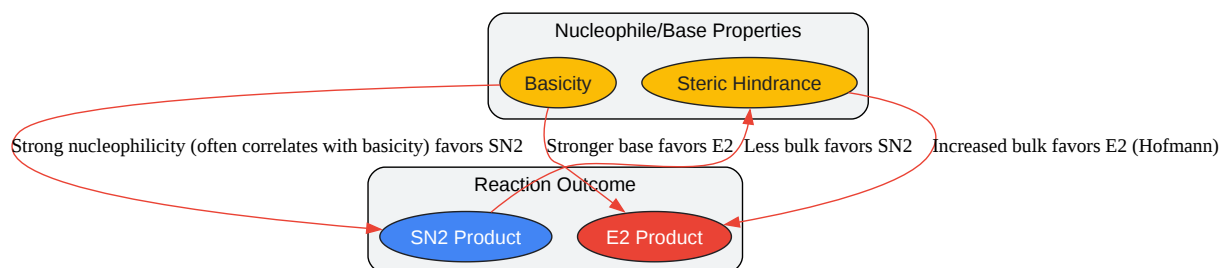 Nucleophile/Base Properties
Basicity
Steric Hindrance
Strong nucleophilicity (often correlates with basicity) favors SN2
Stronger base favors E2
Less bulk favors SN2
Increased bulk favors E2 (Hofmann)
Reaction Outcome
SN2 Product
E2 Product